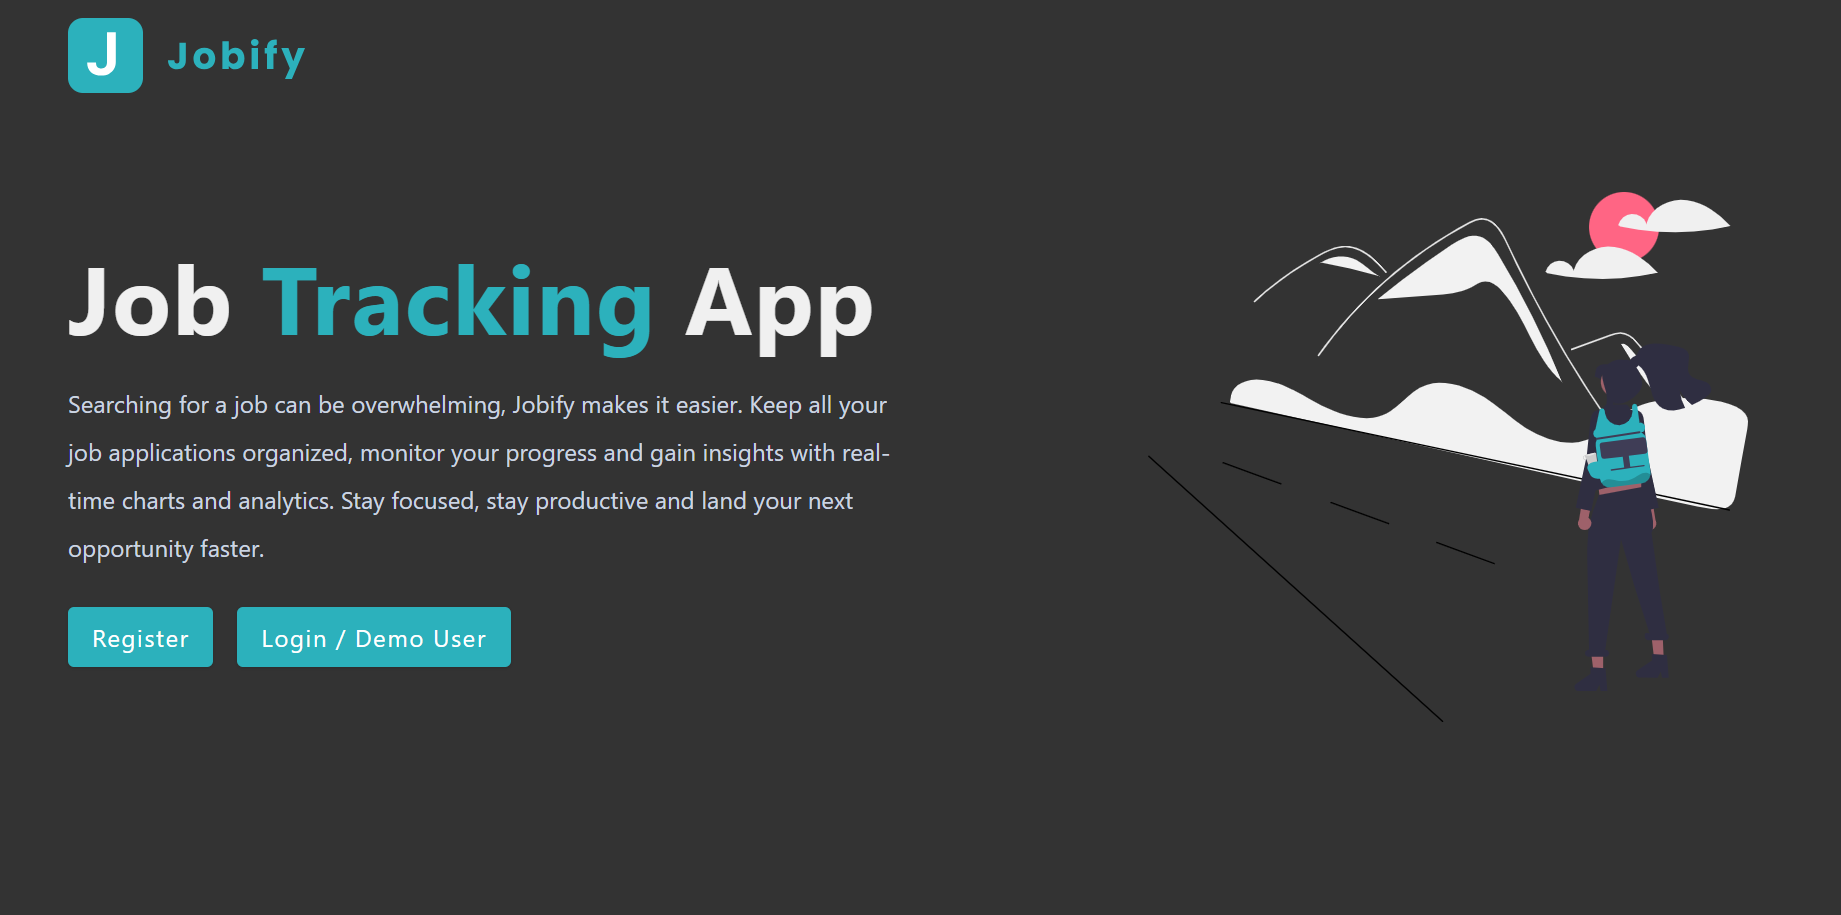 J
Jobify
Job Tracking App
Searching for a job can be overwhelming, Jobify makes it easier. Keep all your
job applications organized, monitor your progress and gain insights with real-
time charts and analytics. Stay focused, stay productive and land your next
opportunity faster.
Register
Login / Demo User